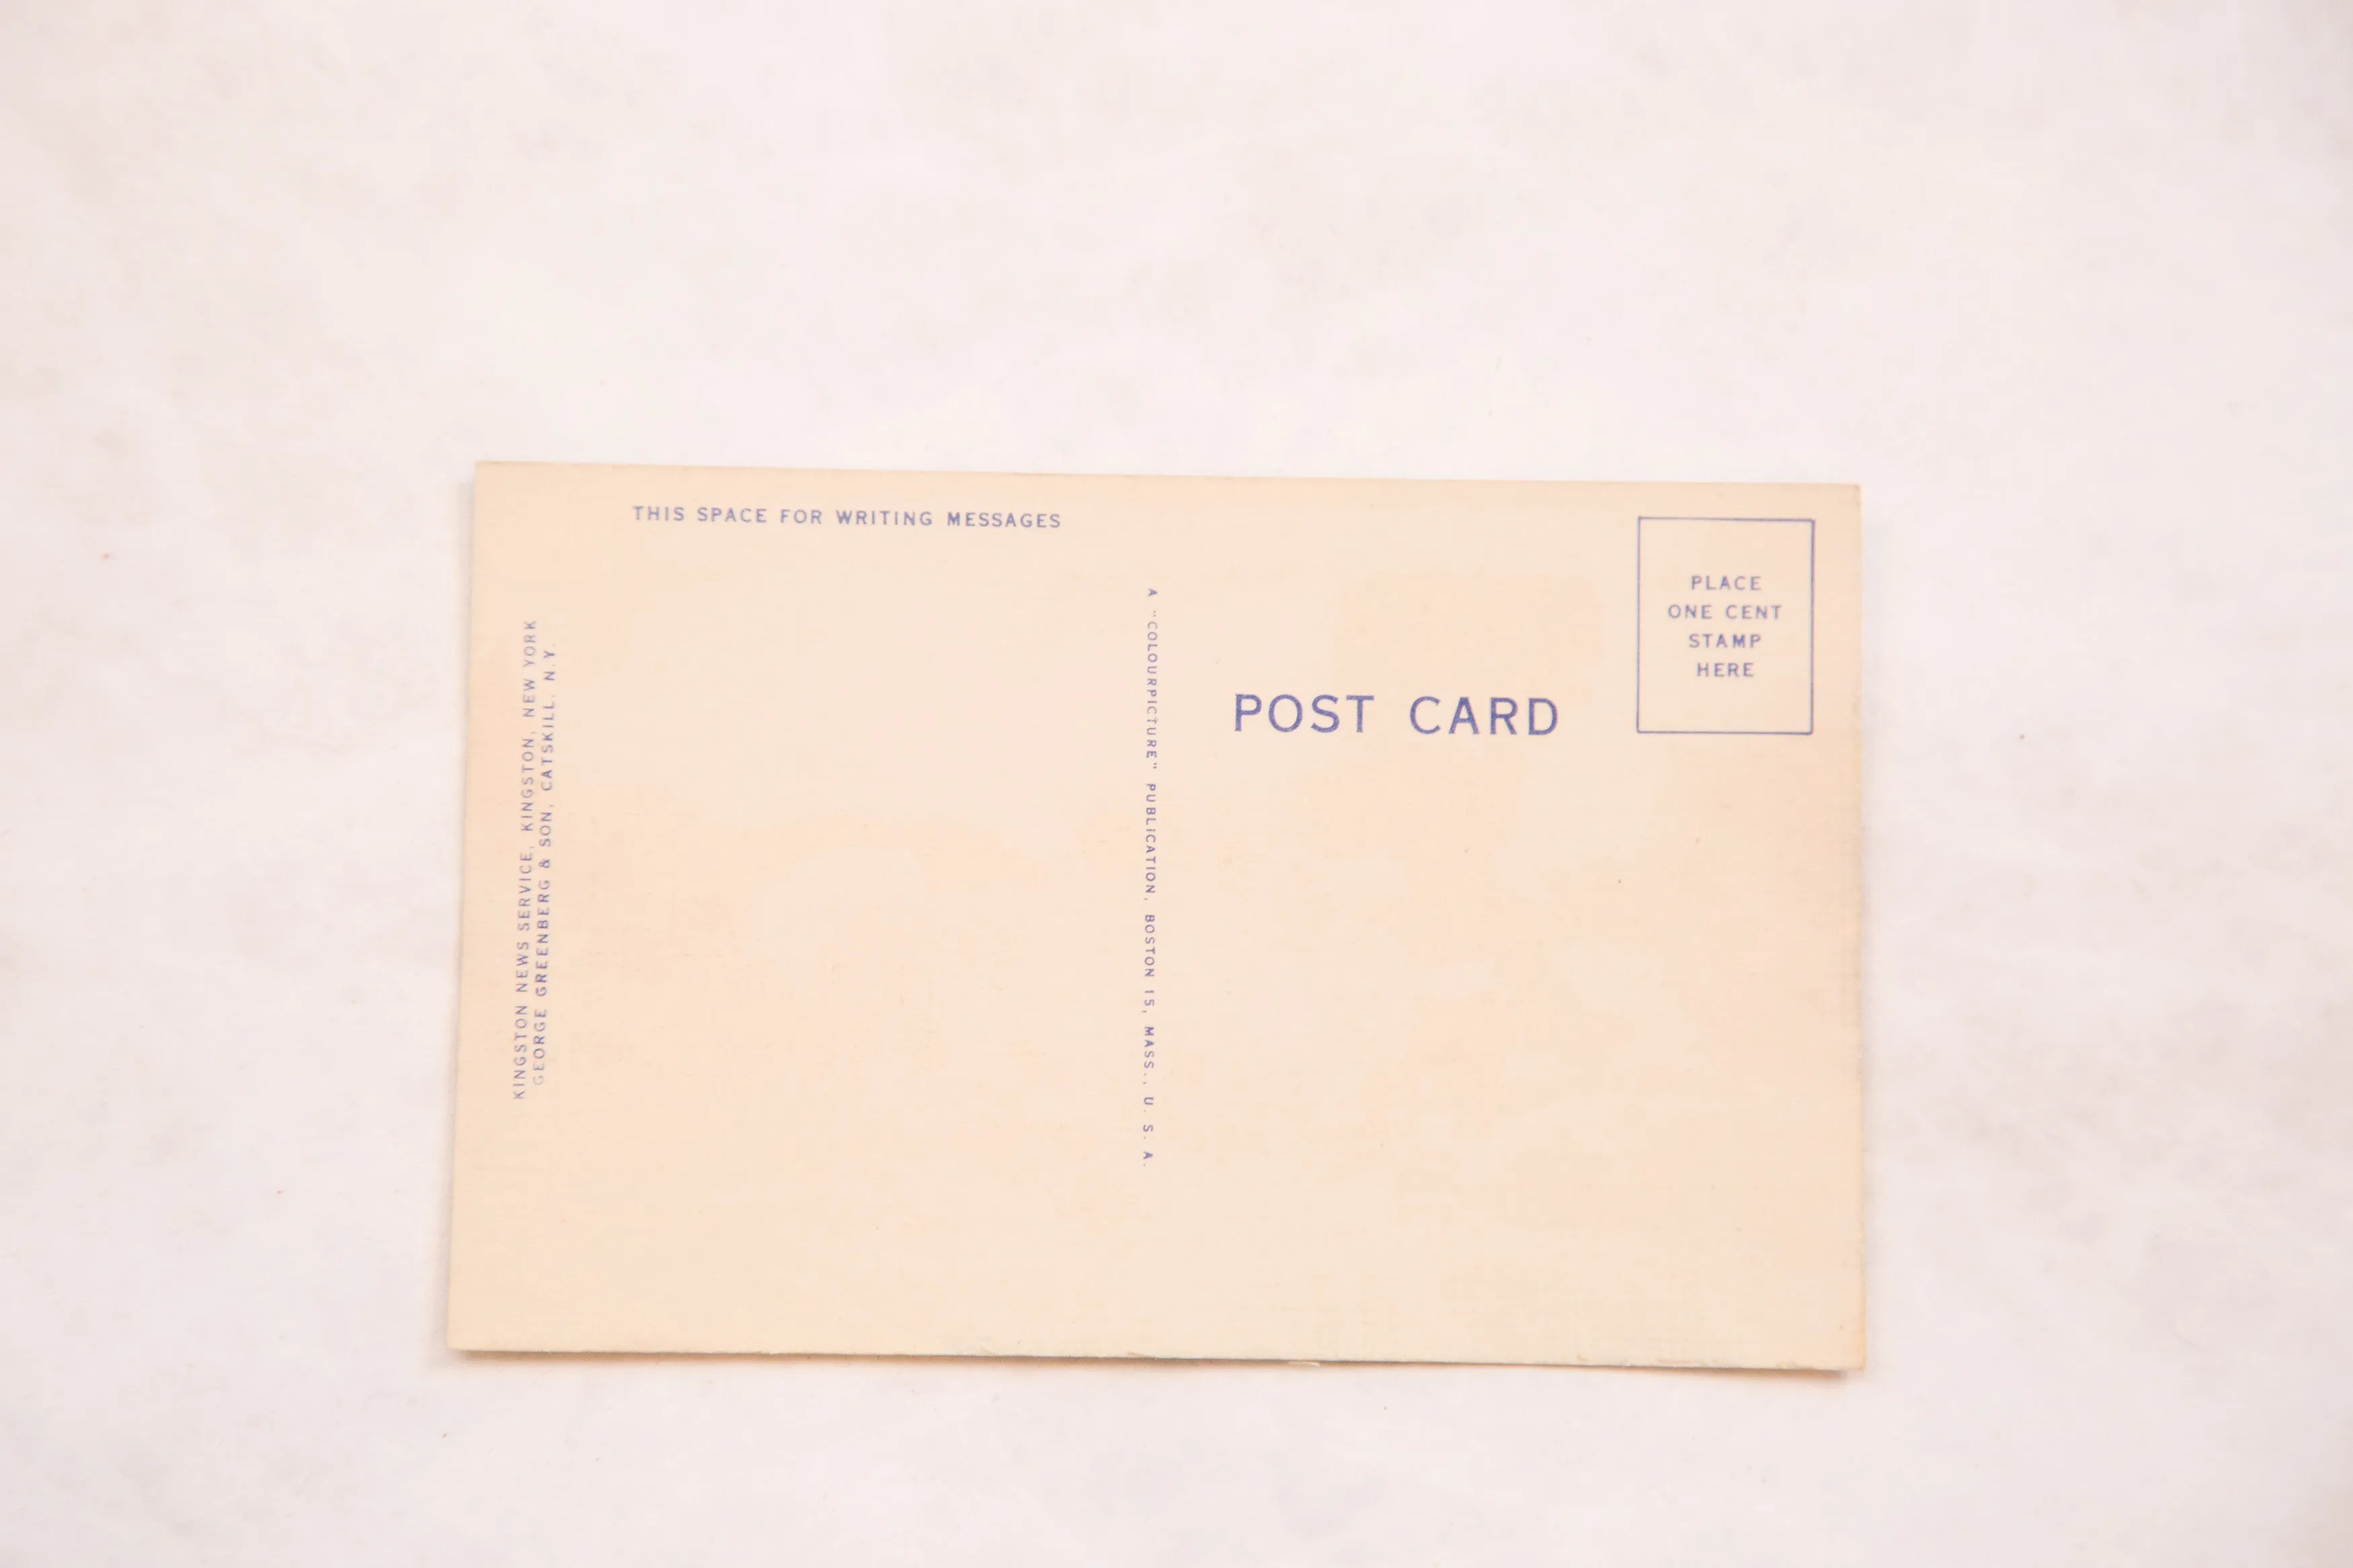 THIS SPACE FOR WRITING MESSAGES
KINGSTON NEWS SERVICE, KINGSTON, NEW YORK
GEORGE GREENBERG & SON, CATSKILL, N.Y.
A "COLOURPICTURE" PUBLICATION, BOSTON 15, MASS., U. S. A.
POST CARD
PLACE
ONE CENT
STAMP
HERE